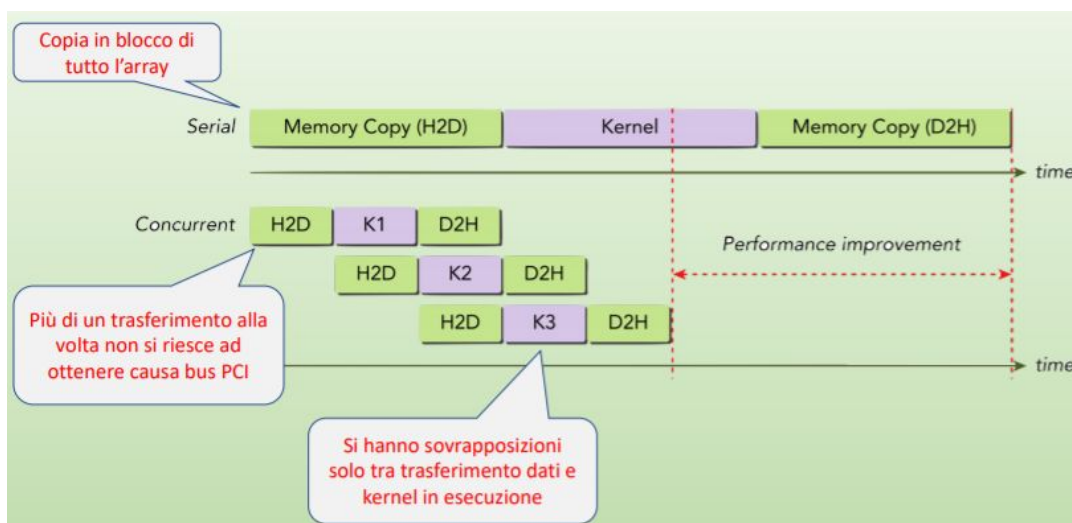 Copia in blocco di
tutto l'array
Serial
Memory Copy (H2D)
Kernel
Memory Copy (D2H)
time
Concurrent
H2D
K1
D2H
Performance improvement
H2D
K2
D2H
H2D
K3
D2H
Più di un trasferimento alla
volta non si riesce ad
ottenere causa bus PCI
time
Si hanno sovrapposizioni
solo tra trasferimento dati e
kernel in esecuzione